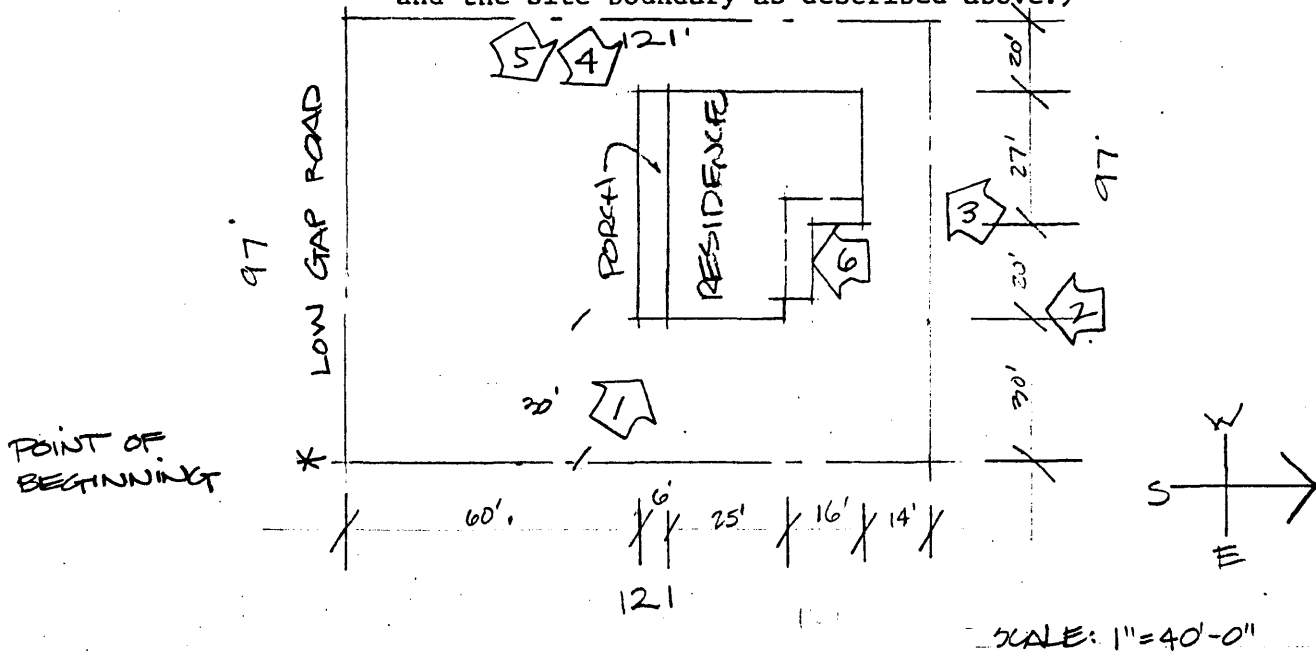 and the site boundary as described above.)
121'
5
4
20'
LOW GAP ROAD
97'
PORCH
RESIDENCE
27'
97'
3
6
20'
2
30'
1
30'
POINT OF
BEGINNING
*
60'.
6'
25'
16'
14'
121
W
S
E
SCALE: 1"=40'-0"